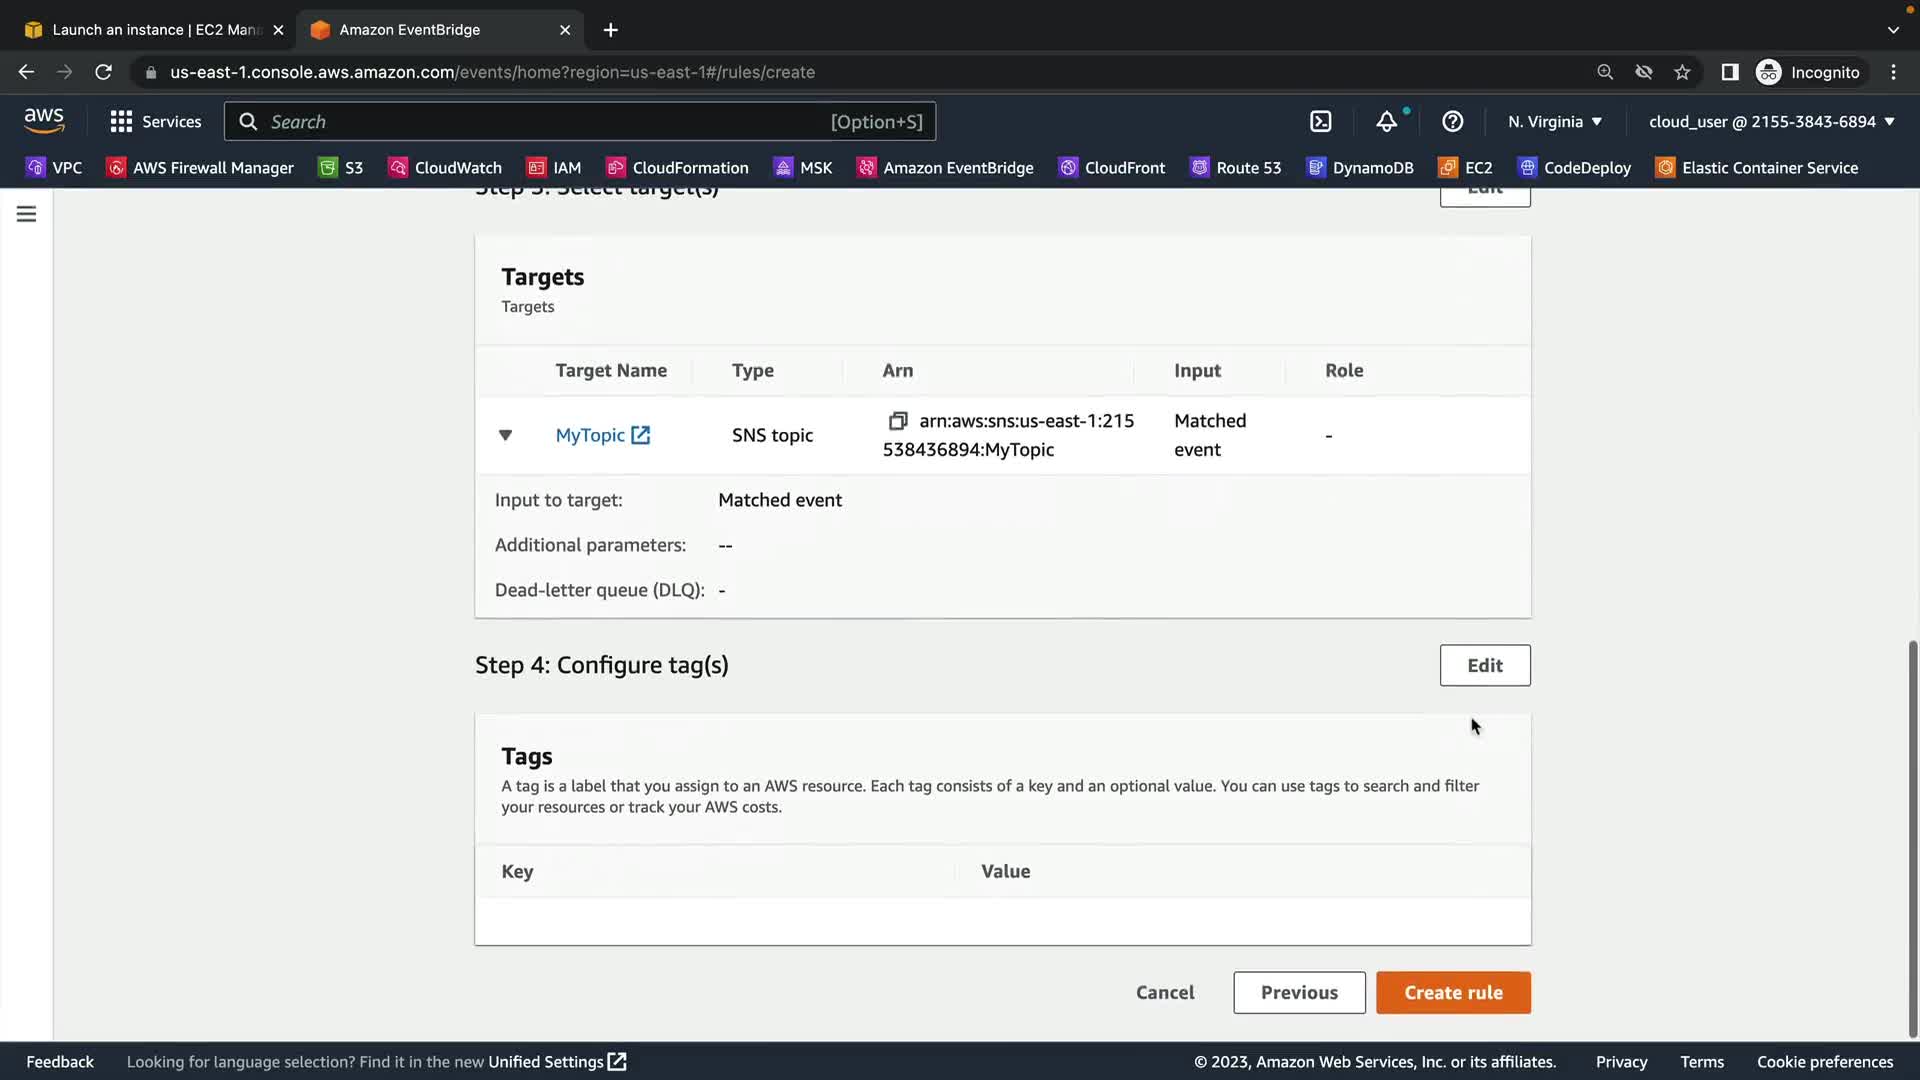 Launch an instance | EC2 Man
Amazon EventBridge
us-east-1.console.aws.amazon.com/events/home?region=us-east-1#/rules/create
Incognito
aws
Services
Search
[Option+S]
N. Virginia
cloud_user @ 2155-3843-6894
VPC
AWS Firewall Manager
S3
CloudWatch
IAM
CloudFormation
MSK
Amazon EventBridge
CloudFront
Route 53
DynamoDB
EC2
CodeDeploy
Elastic Container Service
Step 3: Select target(s)
Edit
Targets
Targets
Target Name
Type
Arn
Input
Role
MyTopic
SNS topic
arn:aws:sns:us-east-1:215
538436894:MyTopic
Matched
event
-
Input to target:
Matched event
Additional parameters:
--
Dead-letter queue (DLQ):
-
Step 4: Configure tag(s)
Edit
Tags
A tag is a label that you assign to an AWS resource. Each tag consists of a key and an optional value. You can use tags to search and filter
your resources or track your AWS costs.
Key
Value
Cancel
Previous
Create rule
Feedback
Looking for language selection? Find it in the new Unified Settings
© 2023, Amazon Web Services, Inc. or its affiliates.
Privacy
Terms
Cookie preferences